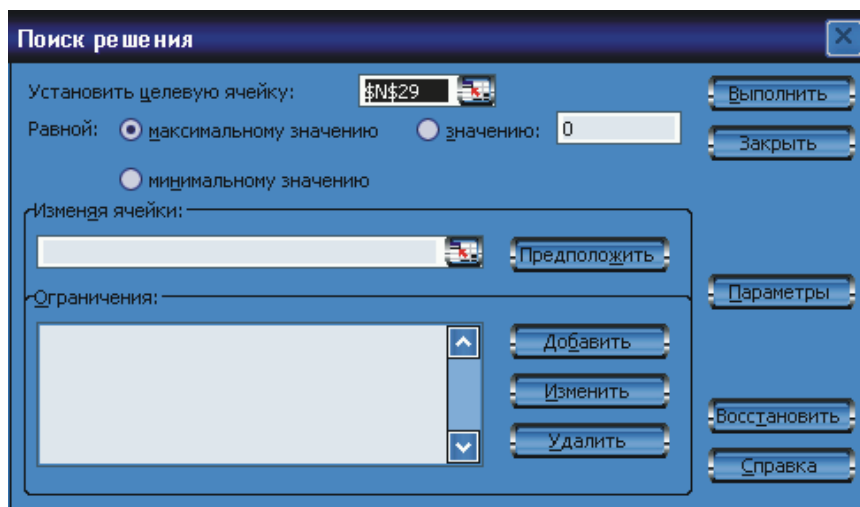 Поиск решения
Установить целевую ячейку: $N$29
Выполнить
Равной: максимальному значению значению: 0
Закрыть
минимальному значению
Изменяя ячейки:
Предположить
Ограничения:
Параметры
Добавить
Изменить
Восстановить
Удалить
Справка